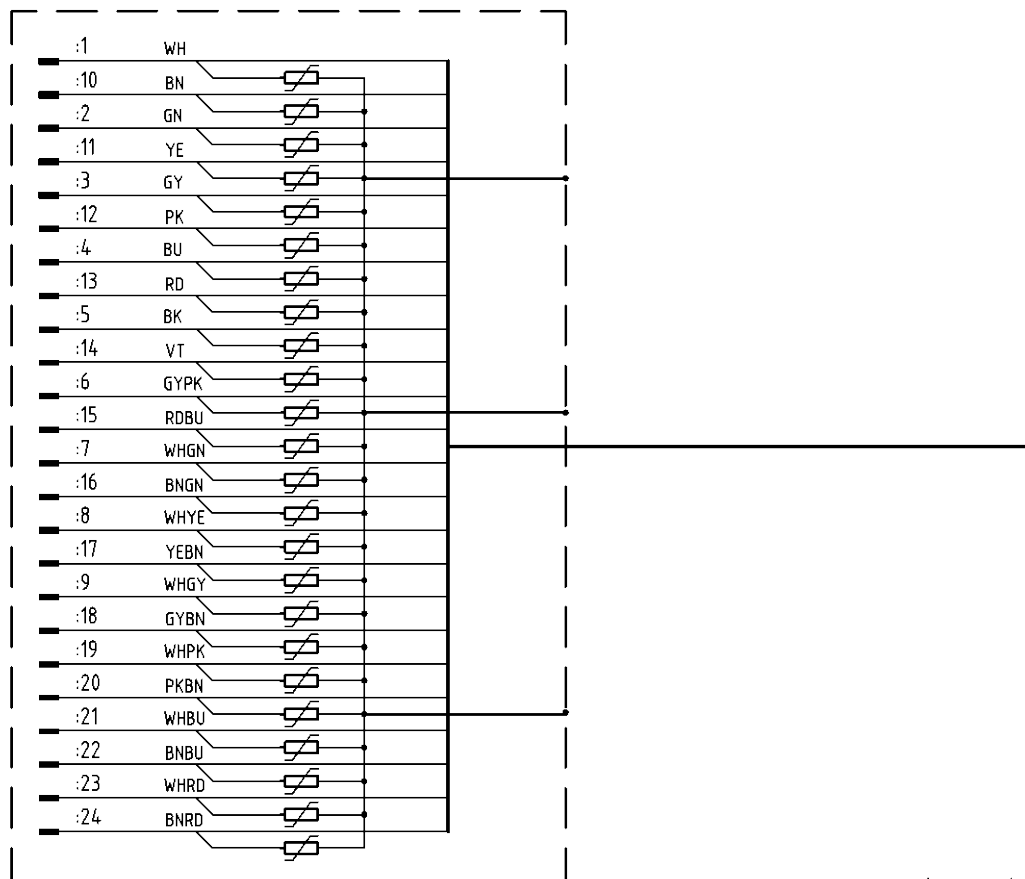 :1 WH
:10 BN
:2 GN
:11 YE
:3 GY
:12 PK
:4 BU
:13 RD
:5 BK
:14 VT
:6 GYPK
:15 RDBU
:7 WHGN
:16 BNGN
:8 WHYE
:17 YEBN
:9 WHGY
:18 GYBN
:19 WHPK
:20 PKBN
:21 WHBU
:22 BNBU
:23 WHRD
:24 BNRD